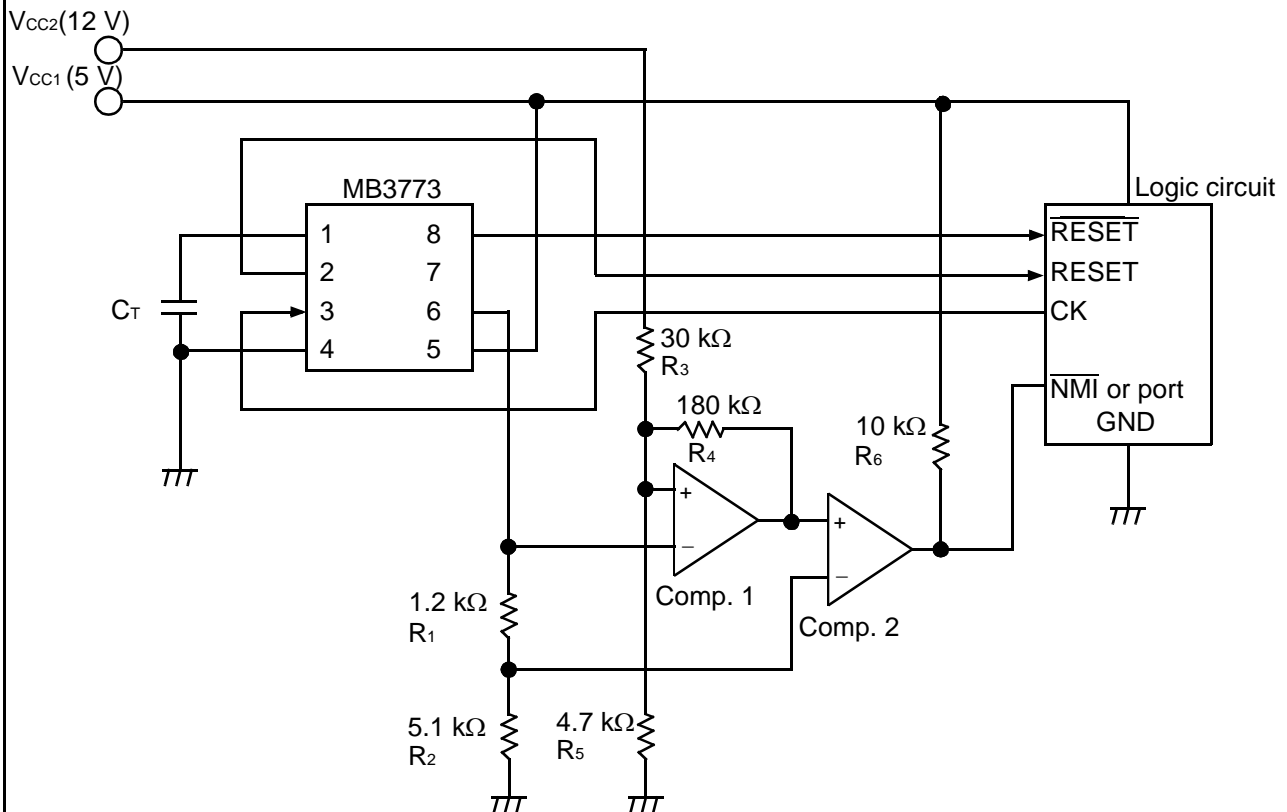 VCC2(12 V)
VCC1 (5 V)
MB3773
Logic circuit
1
8
RESET
2
7
RESET
CT
3
6
CK
4
5
30 kΩ
R3
NMI or port
180 kΩ
R4
10 kΩ
R6
GND
+
−
+
−
Comp. 1
Comp. 2
1.2 kΩ
R1
5.1 kΩ
R2
4.7 kΩ
R5